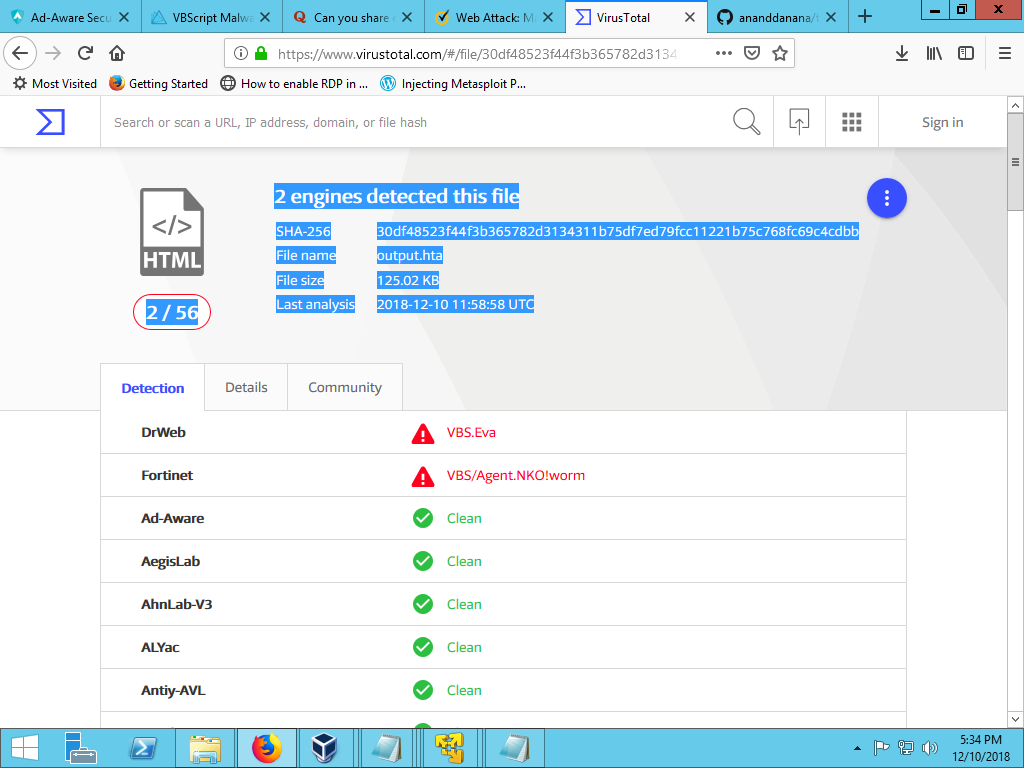 Ad-Aware Secu
VBScript Malwa
Can you share
Web Attack: M
VirusTotal
ananddanana/
https://www.virustotal.com/#/file/30df48523f44f3b365782d3134
Most Visited
Getting Started
How to enable RDP in ...
Injecting Metasploit P...
Search or scan a URL, IP address, domain, or file hash
Sign in
</>
HTML
2 / 56
2 engines detected this file
SHA-256 30df48523f44f3b365782d3134311b75df7ed79fcc11221b75c768fc69c4cdbb
File name output.hta
File size 125.02 KB
Last analysis 2018-12-10 11:58:58 UTC
Detection
Details
Community
DrWeb VBS.Eva
Fortinet VBS/Agent.NKO!worm
Ad-Aware Clean
AegisLab Clean
AhnLab-V3 Clean
ALYac Clean
Antiy-AVL Clean
5:34 PM
12/10/2018